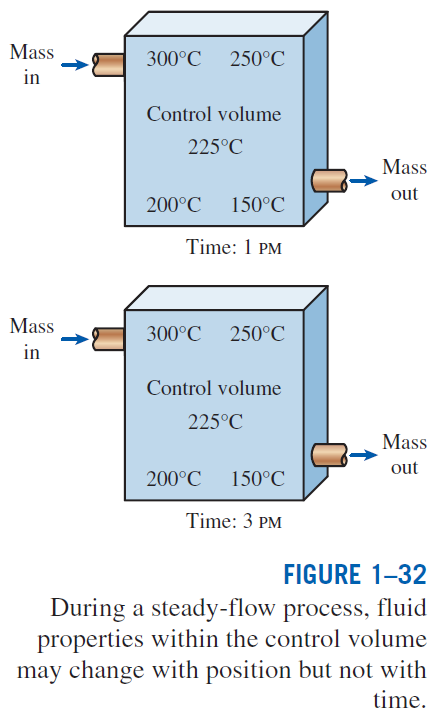 Mass
in
300°C 250°C
Control volume
225°C
200°C 150°C
Mass
out
Time: 1 PM
Mass
in
300°C 250°C
Control volume
225°C
200°C 150°C
Mass
out
Time: 3 PM
FIGURE 1–32
During a steady-flow process, fluid
properties within the control volume
may change with position but not with
time.